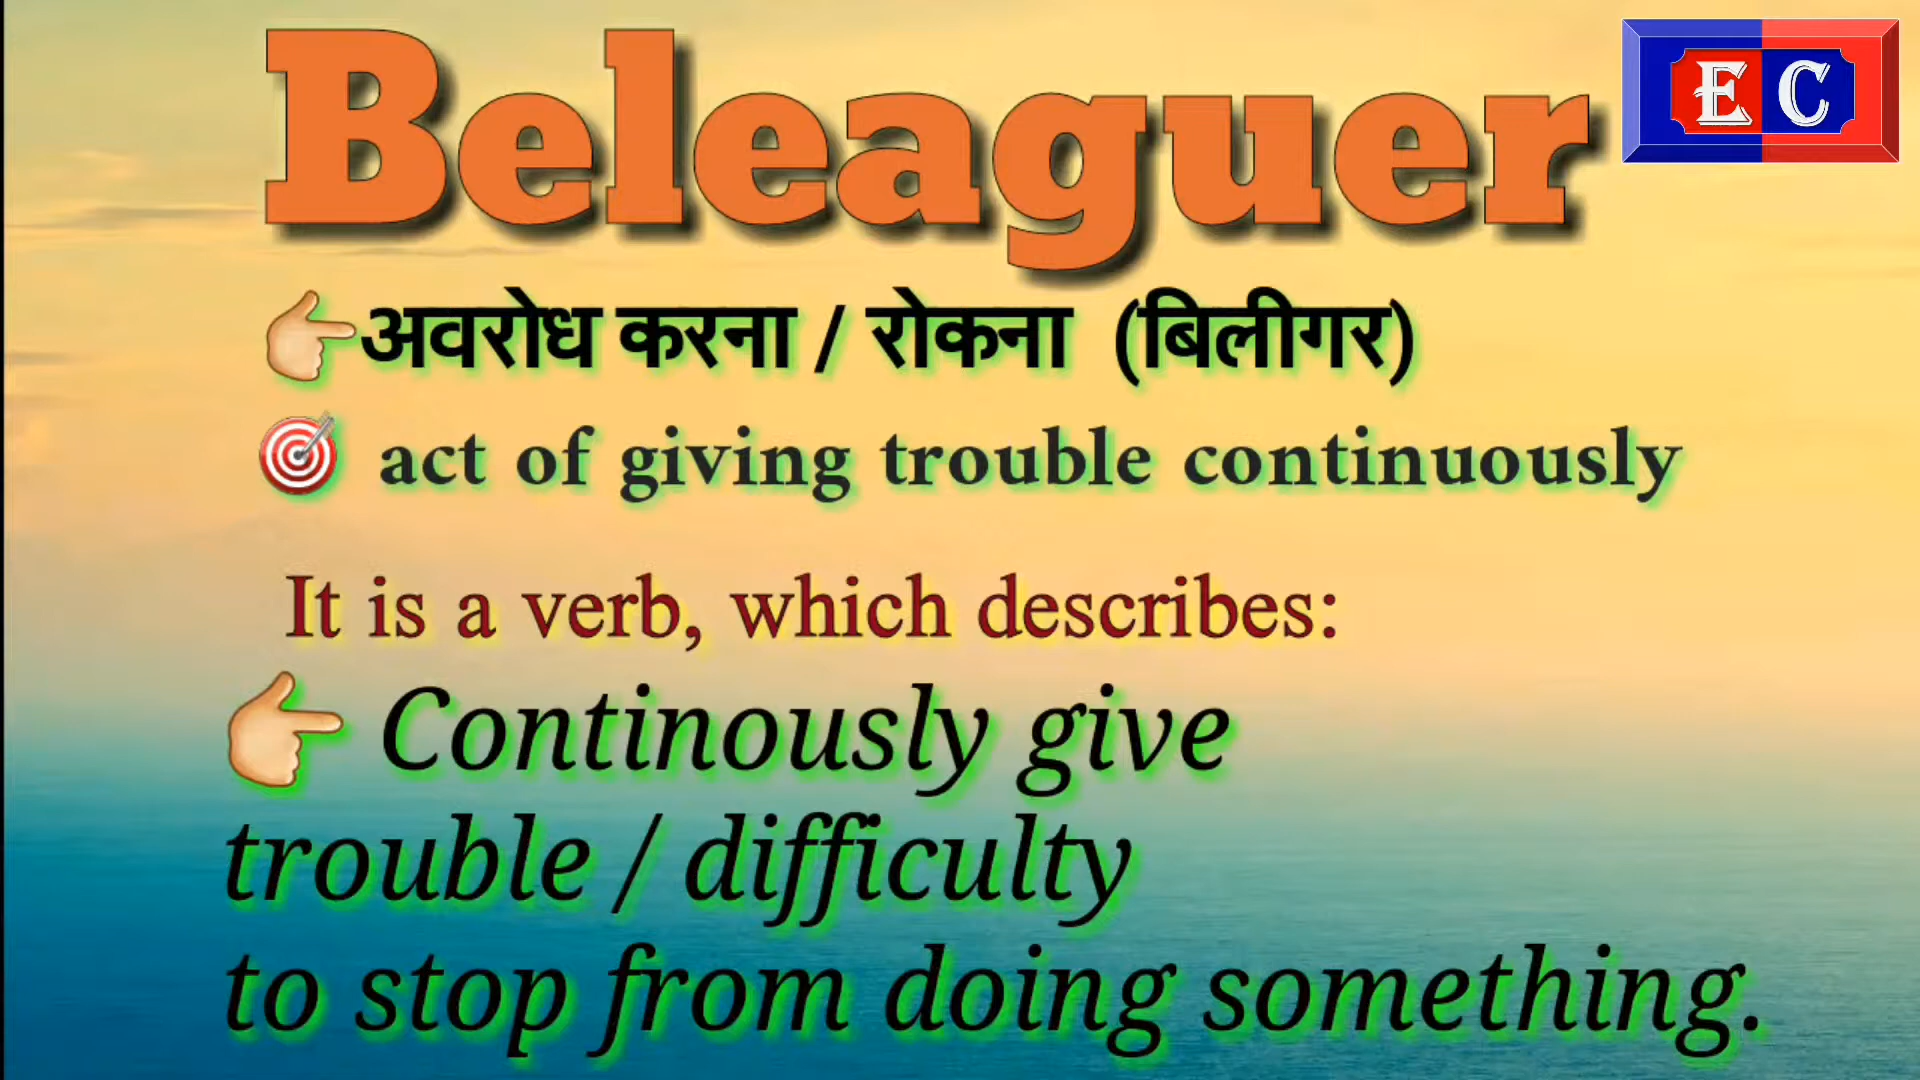 Beleaguer
EC
👉अवरोध करना / रोकना (बिलीगर)
🎯 act of giving trouble continuously
It is a verb, which describes:
👉 Continously give
trouble / difficulty
to stop from doing something.